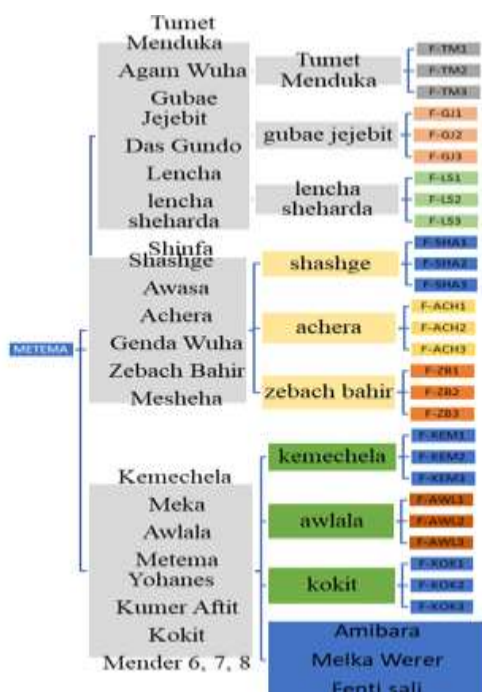 METEMA
Tumet
Menduka
Agam Wuha
Gubae
Jejebit
Das Gundo
Lencha
lencha
sheharda
Shinfa
Shashge
Awasa
Achera
Genda Wuha
Zebach Bahir
Mesheha
Kemechela
Meka
Awlala
Metema
Yohanes
Kumer Aftit
Kokit
Mender 6, 7, 8
Tumet
Menduka
gubae jejebit
lencha
sheharda
shashge
achera
zebach bahir
kemechela
awlala
kokit
Amibara
Melka Werer
Fenti sali
F-TM1
F-TM2
F-TM3
F-GJ1
F-GJ2
F-GJ3
F-LS1
F-LS2
F-LS3
F-SHA1
F-SHA2
F-SHA3
F-ACH1
F-ACH2
F-ACH3
F-ZB1
F-ZB2
F-ZB3
F-KEM1
F-KEM2
F-KEM3
F-AWL1
F-AWL2
F-AWL3
F-KOK1
F-KOK2
F-KOK3